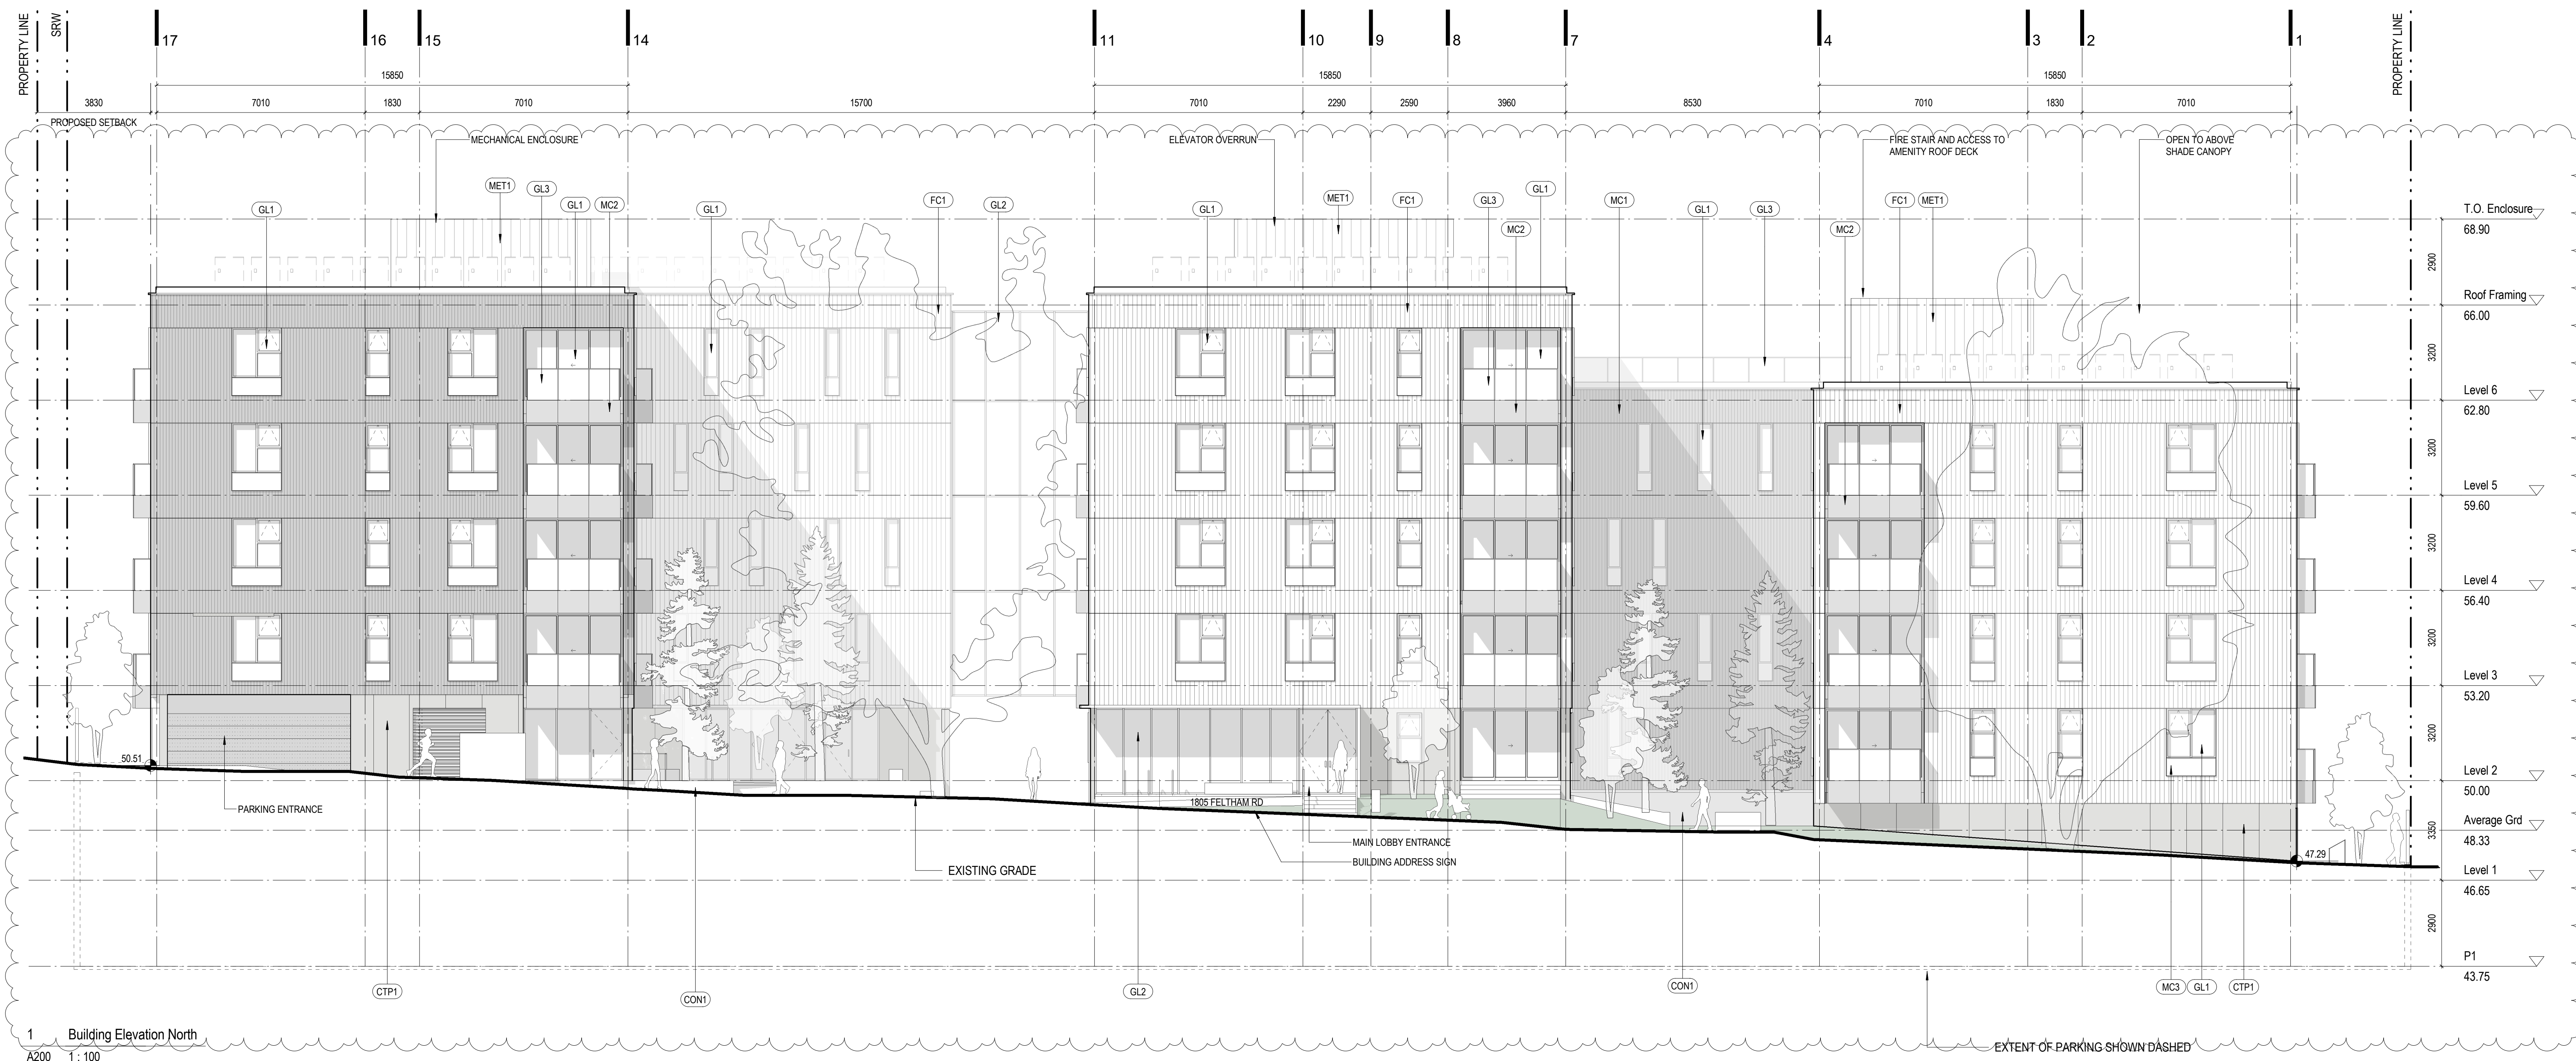 PROPERTY LINE
SRW
17
16
15
14
11
10
9
8
7
4
3
2
1
PROPERTY LINE
15850
15850
15850
3830
7010
1830
7010
15700
7010
2290
2590
3960
8530
7010
1830
7010
PROPOSED SETBACK
MECHANICAL ENCLOSURE
ELEVATOR OVERRUN
FIRE STAIR AND ACCESS TO
AMENITY ROOF DECK
OPEN TO ABOVE
SHADE CANOPY
GL1
MET1
GL3
GL1
MC2
GL1
FC1
GL2
GL1
MET1
FC1
GL3
MC2
GL1
MC1
GL1
GL3
MC2
FC1
MET1
T.O. Enclosure
68.90
2900
Roof Framing
66.00
3200
Level 6
62.80
3200
Level 5
59.60
3200
Level 4
56.40
3200
Level 3
53.20
3200
Level 2
50.00
Average Grd
48.33
3350
Level 1
46.65
2900
P1
43.75
50.51
PARKING ENTRANCE
1805 FELTHAM RD
MAIN LOBBY ENTRANCE
BUILDING ADDRESS SIGN
EXISTING GRADE
47.29
CTP1
CON1
GL2
CON1
MC3
GL1
CTP1
1 Building Elevation North
A200 1 : 100
EXTENT OF PARKING SHOWN DASHED